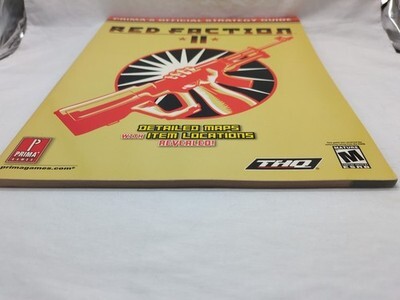 PRIMA'S OFFICIAL STRATEGY GUIDE
RED FACTION
II
DETAILED MAPS
WITH ITEM LOCATIONS
REVEALED!
PRIMA
GAMES
primagames.com
THQ
MATURE
M
ESRB